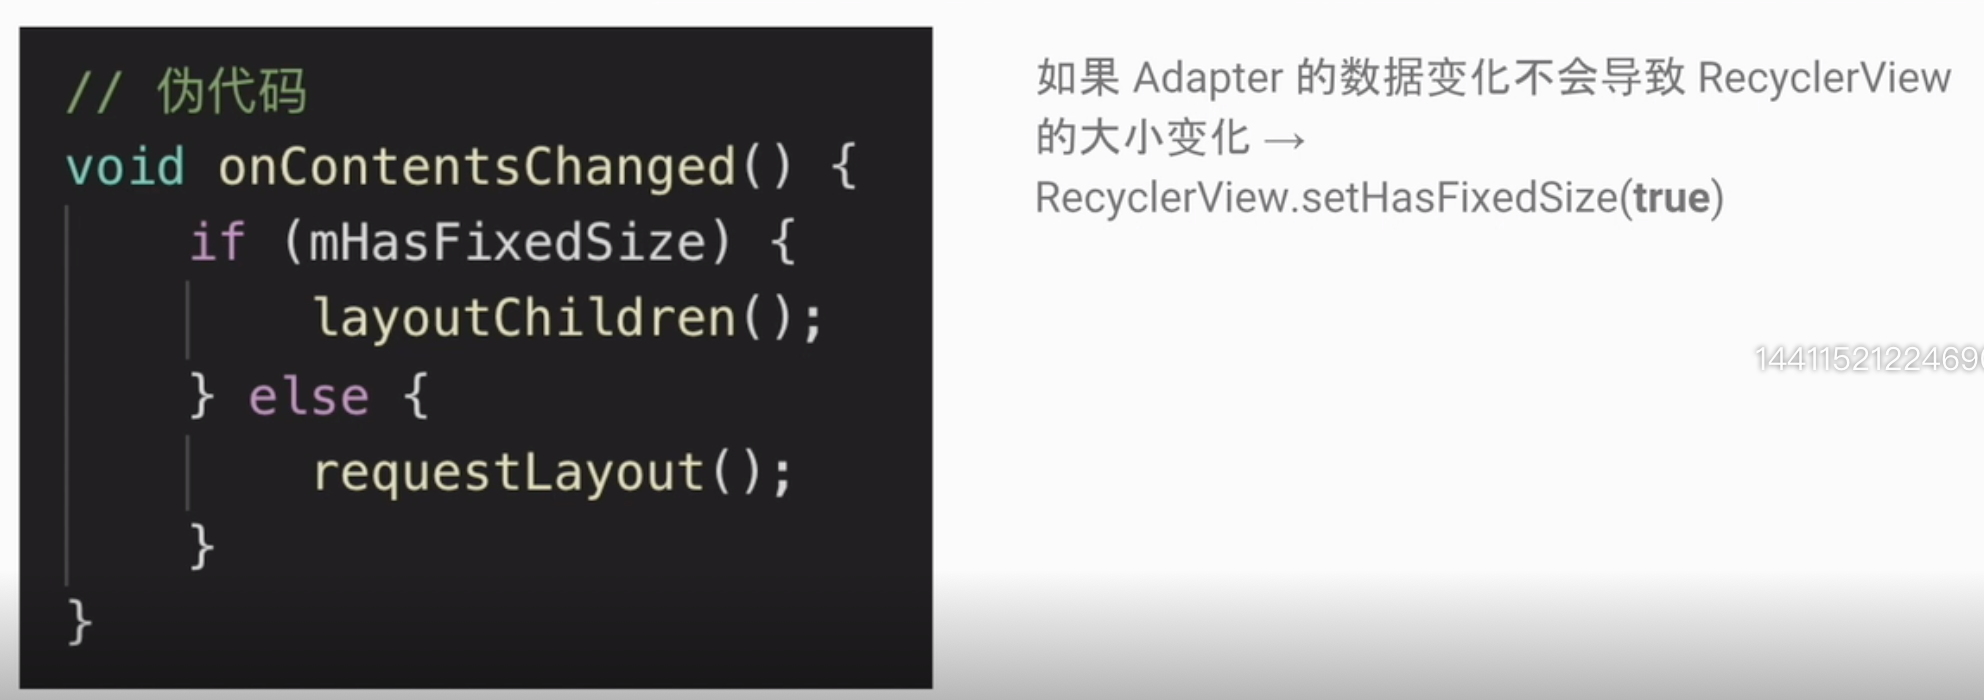 // 伪代码
void onContentsChanged() {
if (mHasFixedSize) {
layoutChildren();
} else {
requestLayout();
}
}
如果 Adapter 的数据变化不会导致 RecyclerView
的大小变化 →
RecyclerView.setHasFixedSize(true)
1441152122469